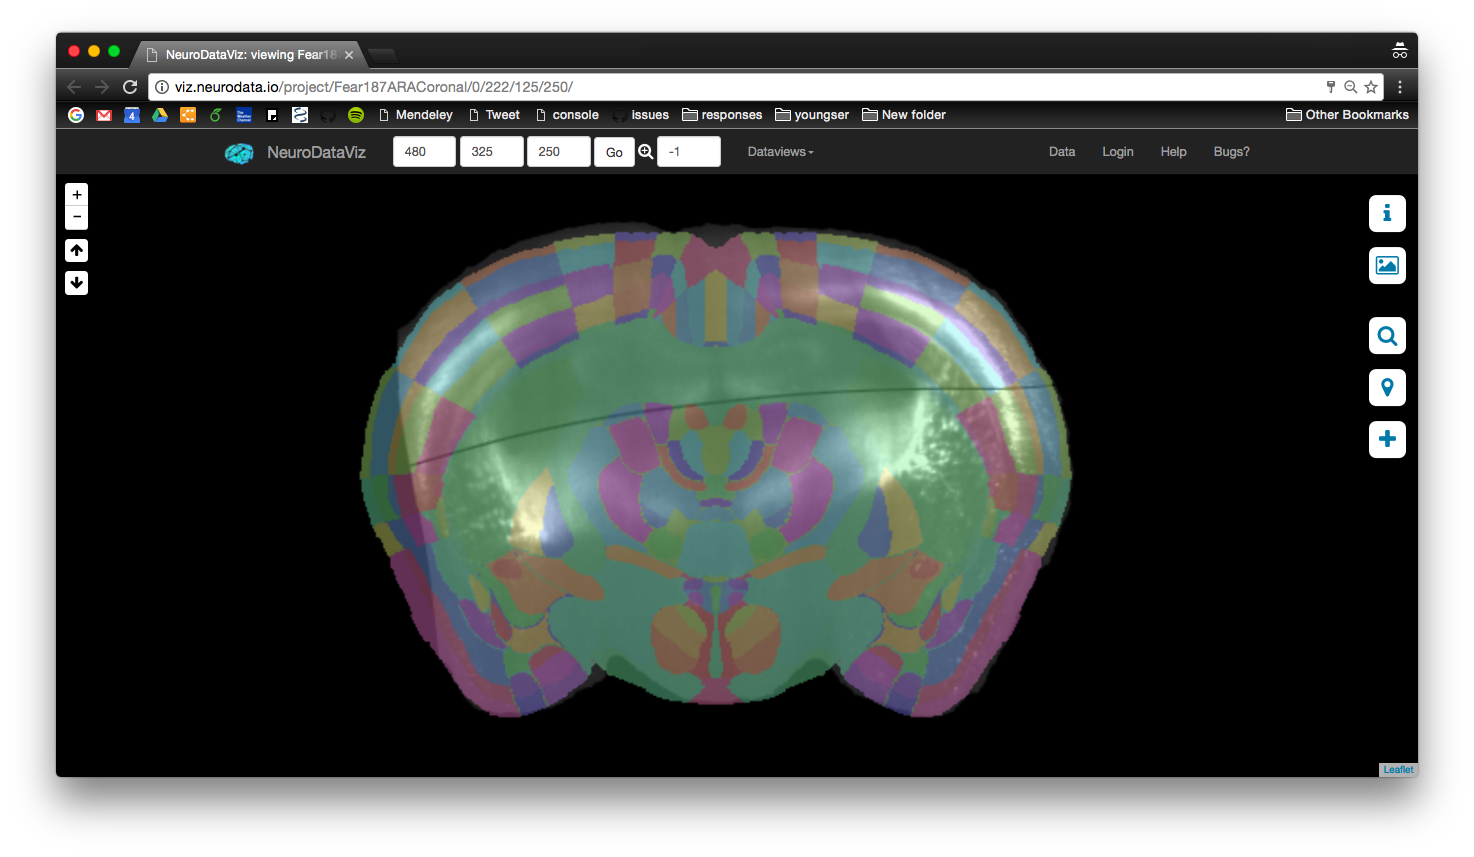 NeuroDataViz: viewing Fear18
viz.neurodata.io/project/Fear187ARACoronal/0/222/125/250/
4 Mendeley Tweet console issues responses youngser New folder Other Bookmarks
NeuroDataViz 480 325 250 Go -1 Dataviews Data Login Help Bugs?
+
−
Leaflet